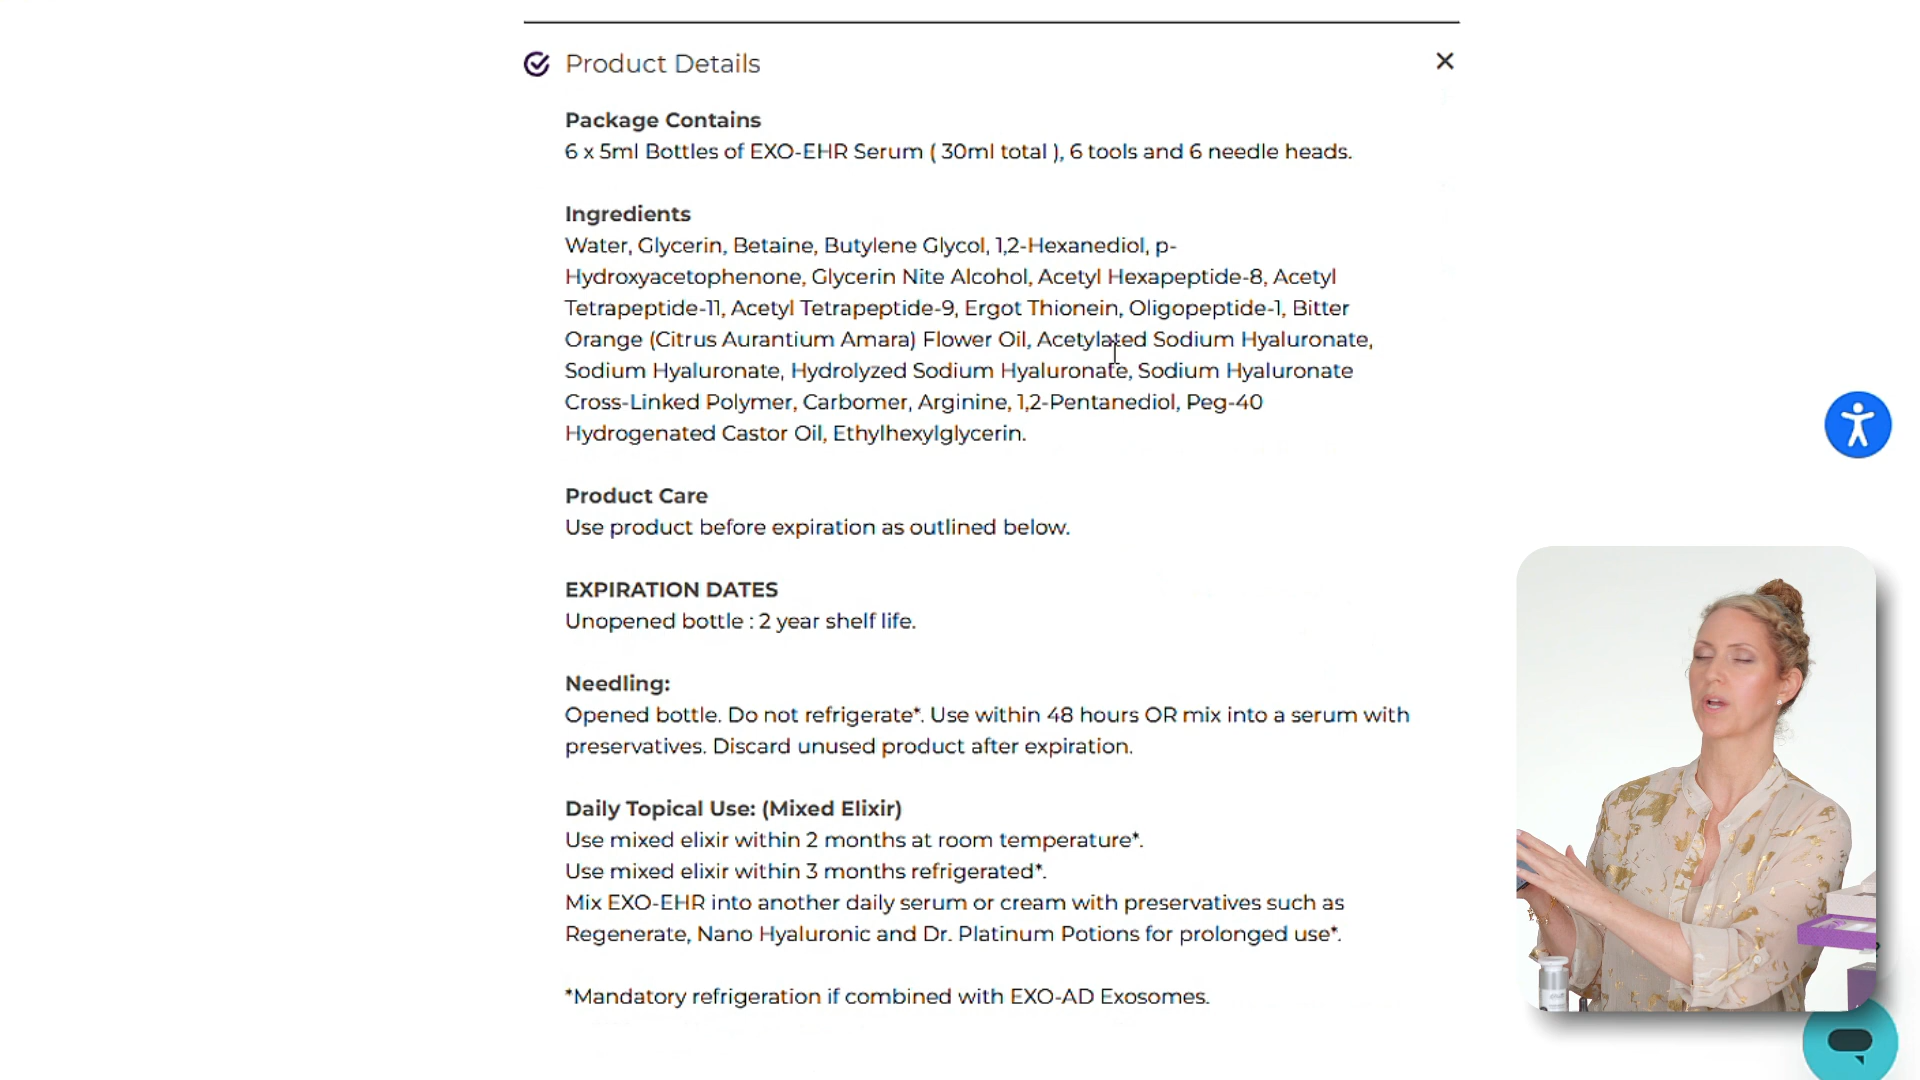 Product Details
Package Contains
6 x 5ml Bottles of EXO-EHR Serum ( 30ml total ), 6 tools and 6 needle heads.
Ingredients
Water, Glycerin, Betaine, Butylene Glycol, 1,2-Hexanediol, p-
Hydroxyacetophenone, Glycerin Nite Alcohol, Acetyl Hexapeptide-8, Acetyl
Tetrapeptide-11, Acetyl Tetrapeptide-9, Ergot Thionein, Oligopeptide-1, Bitter
Orange (Citrus Aurantium Amara) Flower Oil, Acetylated Sodium Hyaluronate,
Sodium Hyaluronate, Hydrolyzed Sodium Hyaluronate, Sodium Hyaluronate
Cross-Linked Polymer, Carbomer, Arginine, 1,2-Pentanediol, Peg-40
Hydrogenated Castor Oil, Ethylhexylglycerin.
Product Care
Use product before expiration as outlined below.
EXPIRATION DATES
Unopened bottle : 2 year shelf life.
Needling:
Opened bottle. Do not refrigerate*. Use within 48 hours OR mix into a serum with
preservatives. Discard unused product after expiration.
Daily Topical Use: (Mixed Elixir)
Use mixed elixir within 2 months at room temperature*.
Use mixed elixir within 3 months refrigerated*.
Mix EXO-EHR into another daily serum or cream with preservatives such as
Regenerate, Nano Hyaluronic and Dr. Platinum Potions for prolonged use*.
*Mandatory refrigeration if combined with EXO-AD Exosomes.